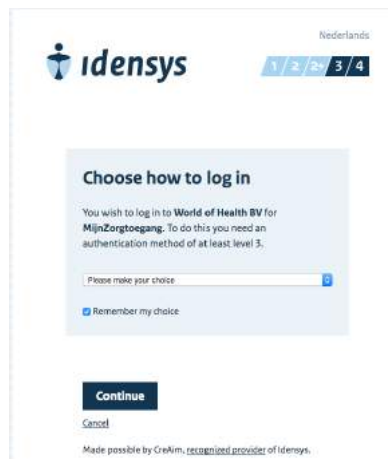 Nederlands
idensys
1 / 2 / 2+ / 3 / 4
Choose how to log in
You wish to log in to World of Health BV for
MijnZorgtoegang. To do this you need an
authentication method of at least level 3.
Please make your choice
Remember my choice
Continue
Cancel
Made possible by CreAim, recognized provider of Idensys.